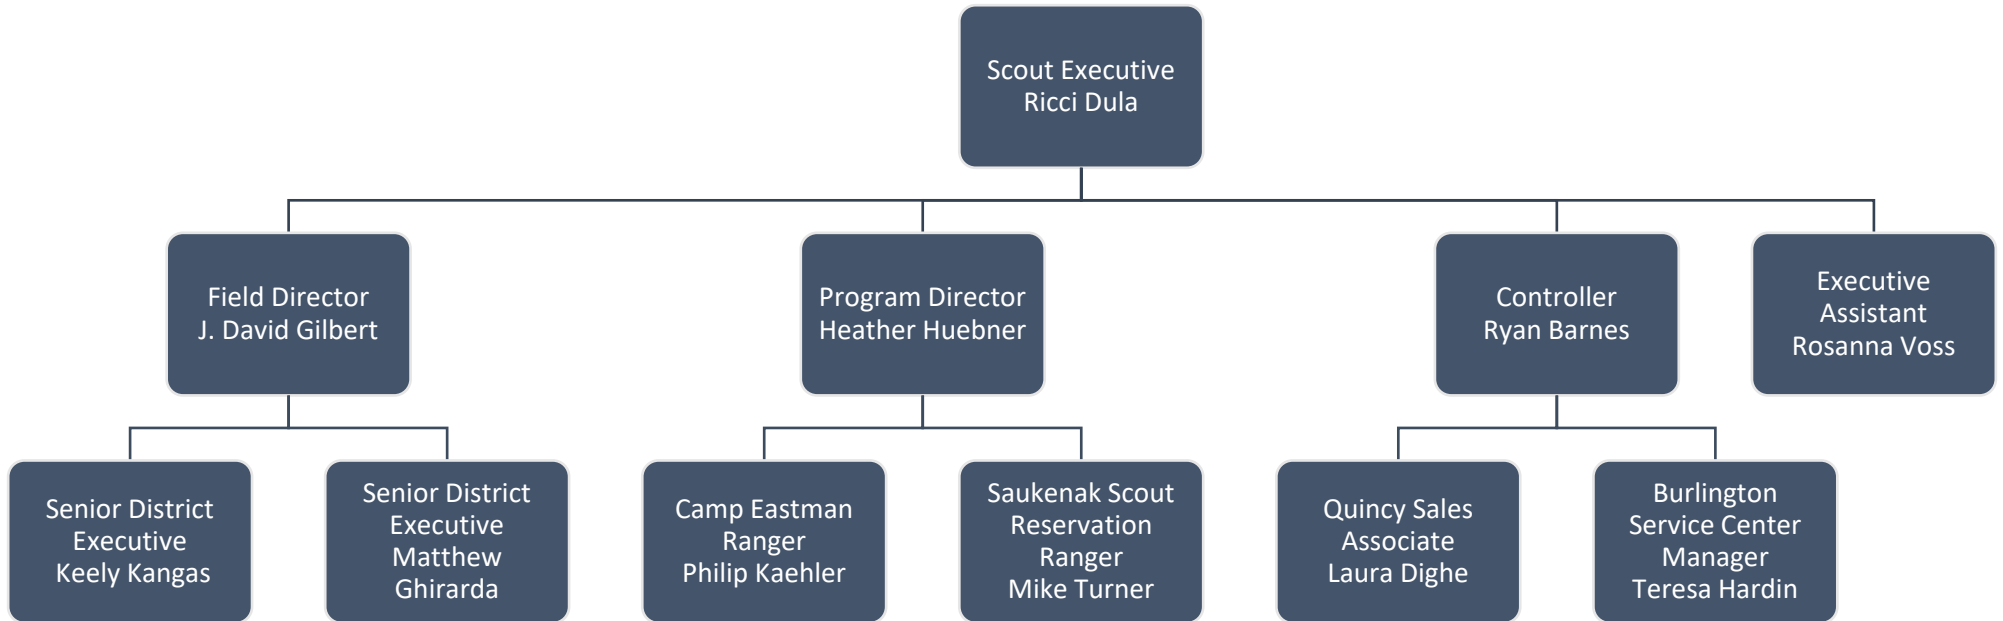 Scout Executive
Ricci Dula
Field Director
J. David Gilbert
Program Director
Heather Huebner
Controller
Ryan Barnes
Executive
Assistant
Rosanna Voss
Senior District
Executive
Keely Kangas
Senior District
Executive
Matthew
Ghirarda
Camp Eastman
Ranger
Philip Kaehler
Saukenak Scout
Reservation
Ranger
Mike Turner
Quincy Sales
Associate
Laura Dighe
Burlington
Service Center
Manager
Teresa Hardin